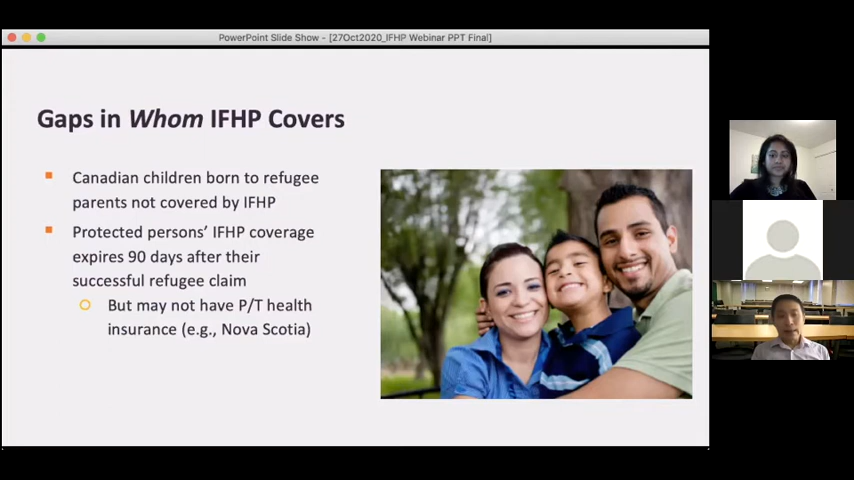 PowerPoint Slide Show - [27Oct2020_IFHP Webinar PPT Final]
Gaps in Whom IFHP Covers
Canadian children born to refugee
parents not covered by IFHP
Protected persons’ IFHP coverage
expires 90 days after their
successful refugee claim
But may not have P/T health
insurance (e.g., Nova Scotia)